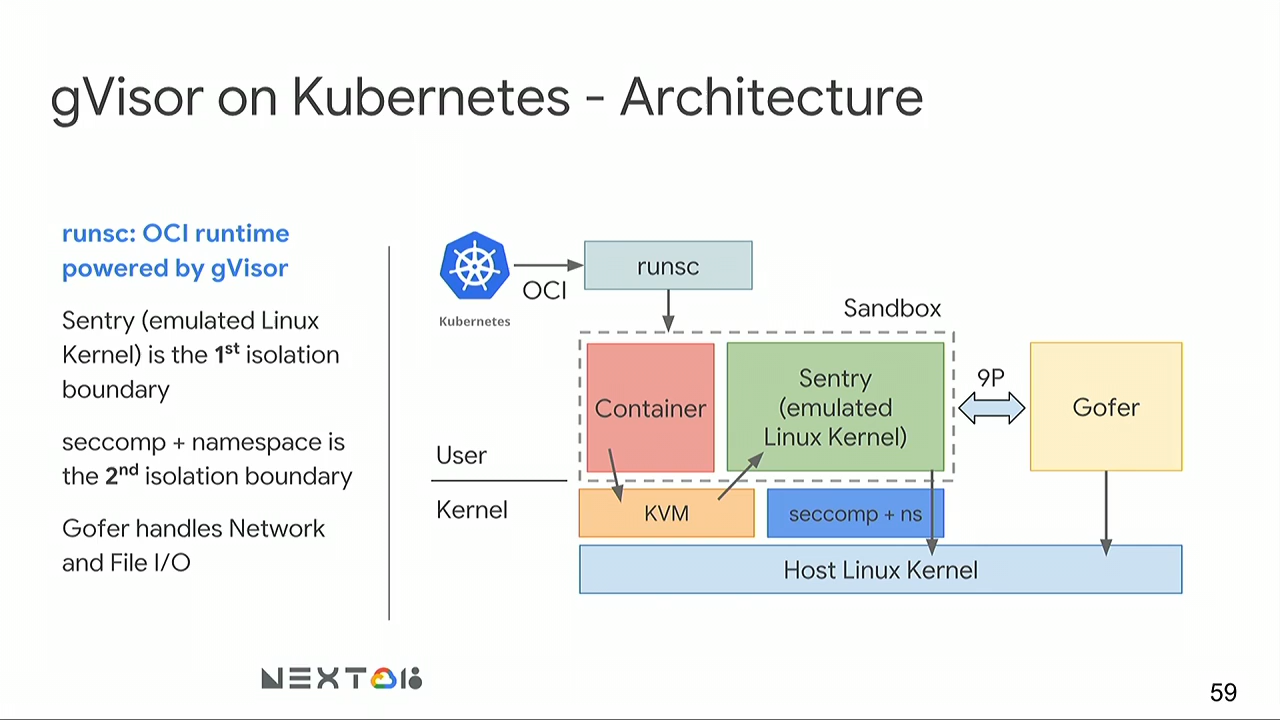 gVisor on Kubernetes - Architecture
runsc: OCI runtime
powered by gVisor
Sentry (emulated Linux
Kernel) is the 1st isolation
boundary
seccomp + namespace is
the 2nd isolation boundary
Gofer handles Network
and File I/O
Kubernetes
OCI
runsc
Sandbox
Container
Sentry
(emulated
Linux Kernel)
9P
Gofer
User
Kernel
KVM
seccomp + ns
Host Linux Kernel
NEXT18
59